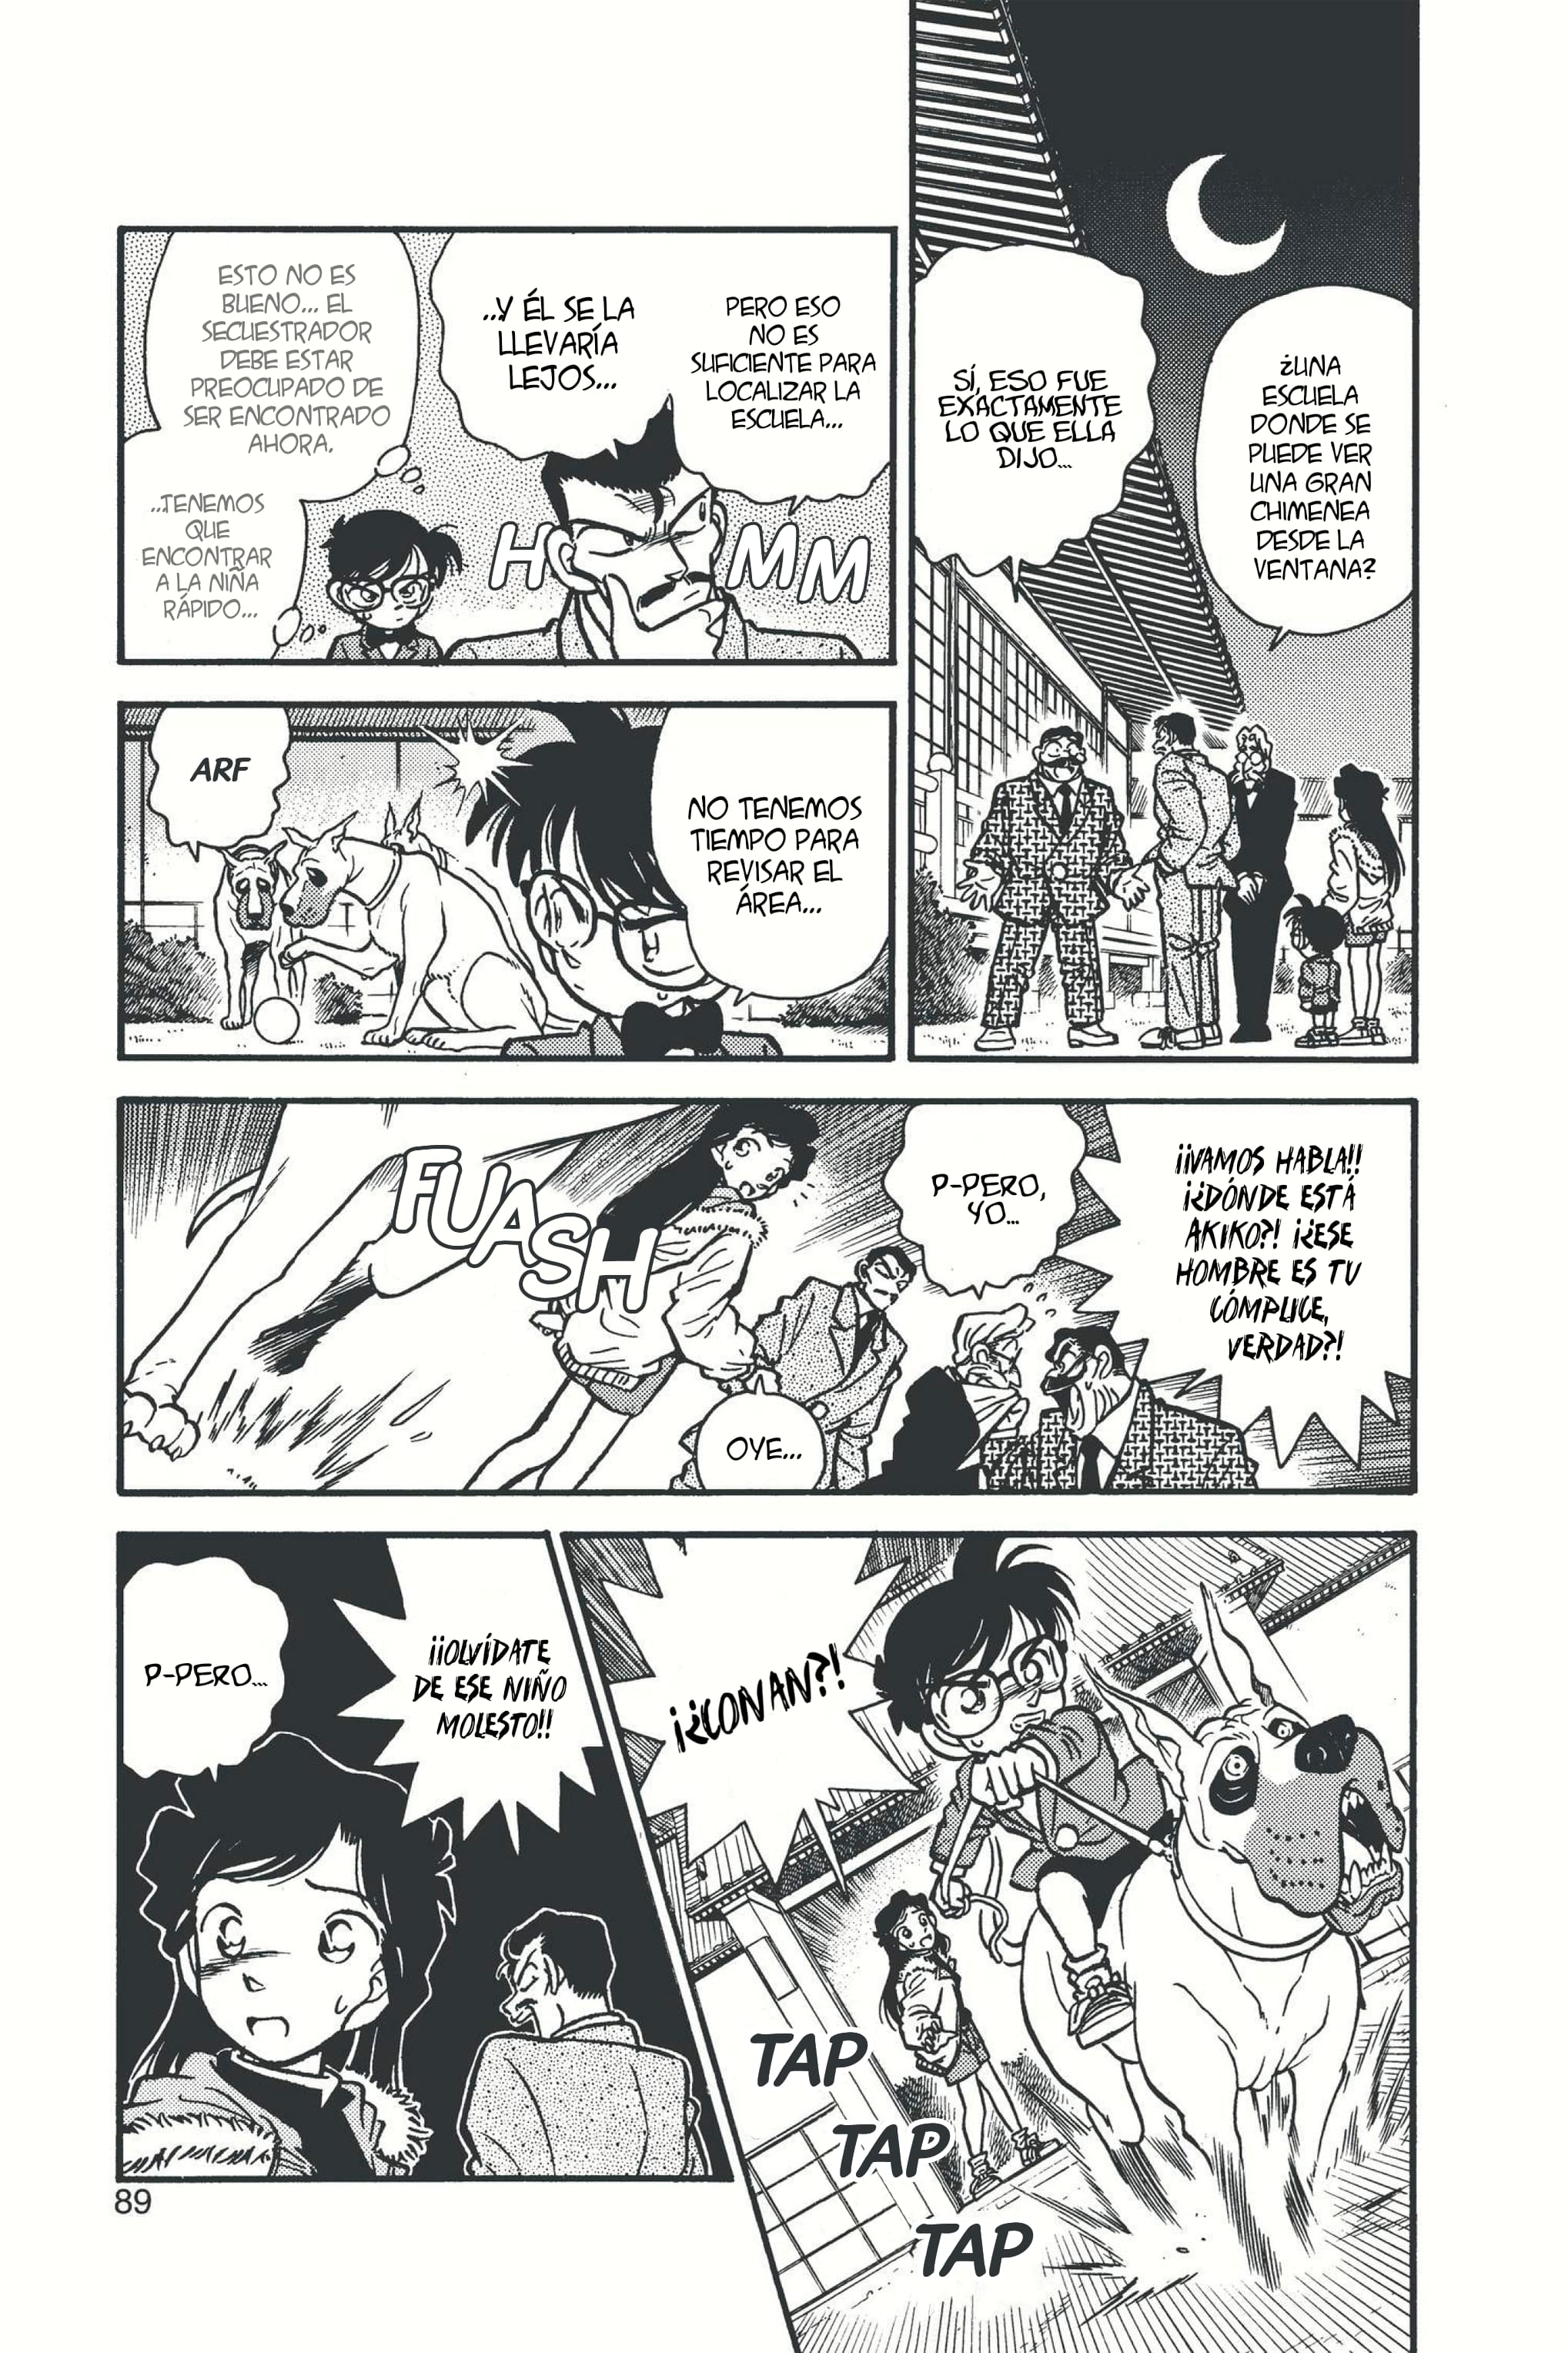 ¿UNA
ESCUELA
DONDE SE
PUEDE VER
UNA GRAN
CHIMENEA
DESDE LA
VENTANA?
SÍ, ESO FUE
EXACTAMENTE
LO QUE ELLA
DIJO...
PERO ESO
NO ES
SUFICIENTE PARA
LOCALIZAR LA
ESCUELA...
...Y ÉL SE LA
LLEVARÍA
LEJOS...
HMM
ESTO NO ES
BUENO... EL
SECUESTRADOR
DEBE ESTAR
PREOCUPADO DE
SER ENCONTRADO
AHORA.
...TENEMOS
QUE
ENCONTRAR
A LA NIÑA
RÁPIDO...
NO TENEMOS
TIEMPO PARA
REVISAR EL
ÁREA...
ARF
¡¡VAMOS HABLA!!
¡¿DÓNDE ESTÁ
AKIKO?! ¡¿ESE
HOMBRE ES TU
CÓMPLICE,
VERDAD?!
P-PERO,
YO...
OYE...
FUASH
¡¿CONAN?!
TAP
TAP
TAP
¡¡OLVÍDATE
DE ESE NIÑO
MOLESTO!!
P-PERO...
89